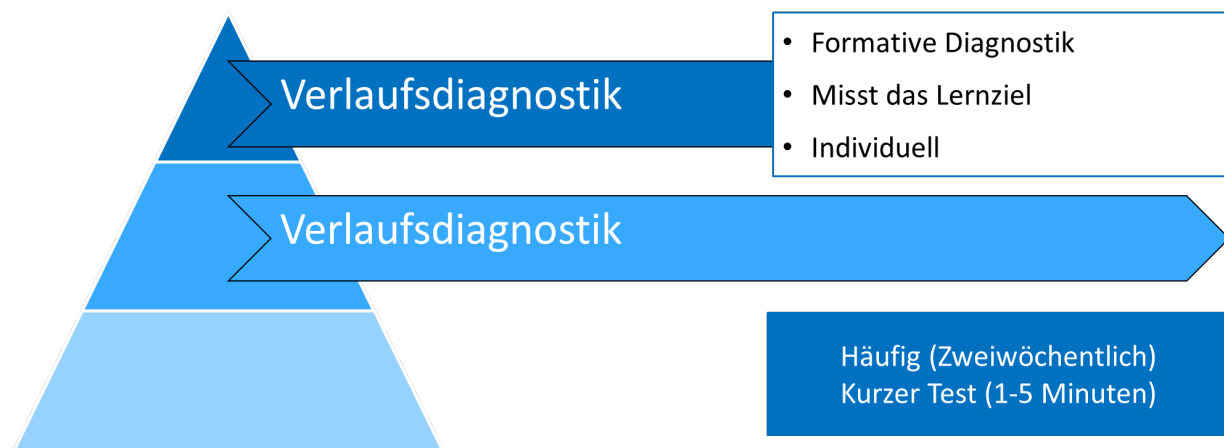 Verlaufsdiagnostik
• Formative Diagnostik
• Misst das Lernziel
• Individuell
Verlaufsdiagnostik
Häufig (Zweiwöchentlich)
Kurzer Test (1-5 Minuten)